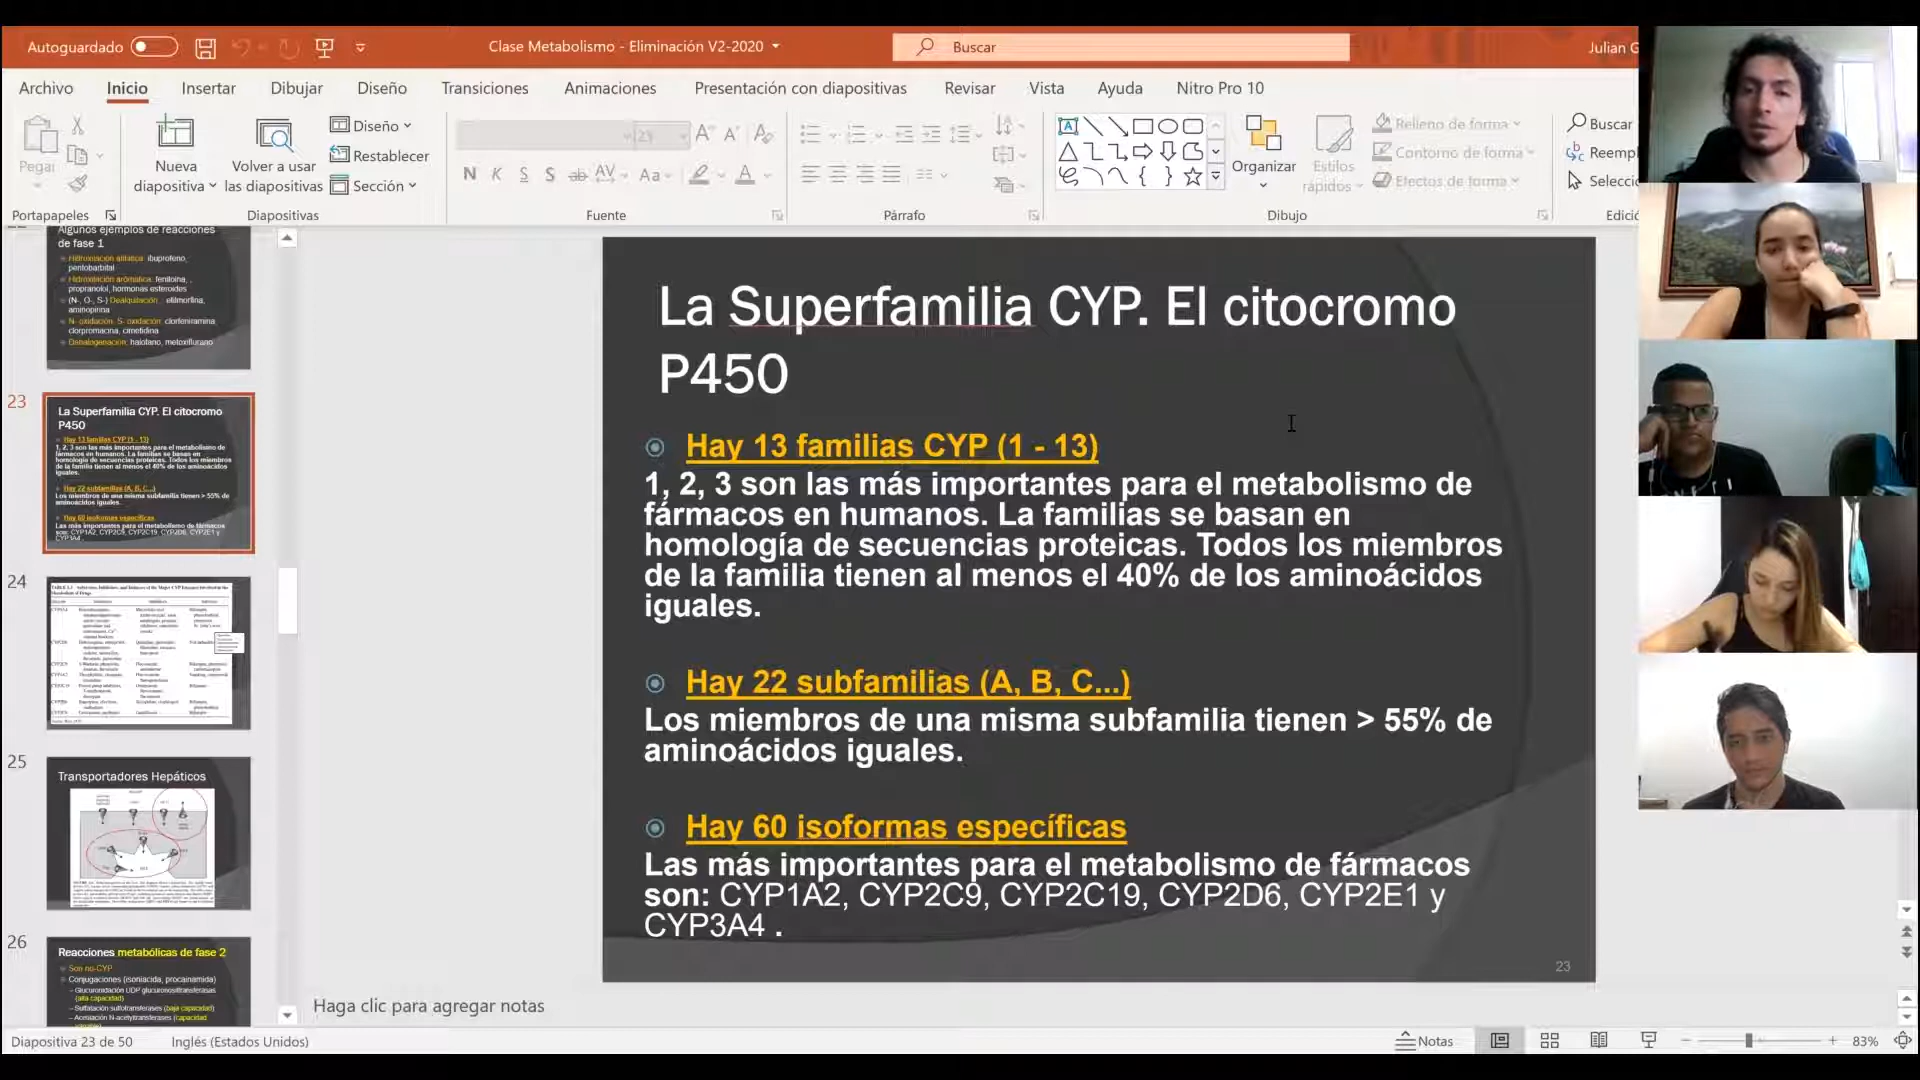 Autoguardado
Clase Metabolismo - Eliminación V2-2020
Buscar
Julian G
Archivo
Inicio
Insertar
Dibujar
Diseño
Transiciones
Animaciones
Presentación con diapositivas
Revisar
Vista
Ayuda
Nitro Pro 10
Pegar
Nueva
diapositiva
Volver a usar
las diapositivas
Diseño
Restablecer
Sección
23
N K S S ab AV Aa A
Organizar
Estilos
rápidos
Relleno de forma
Contorno de forma
Efectos de forma
Buscar
Reempl
Selecci
Portapapeles
Diapositivas
Fuente
Párrafo
Dibujo
Edici
Algunos ejemplos de reacciones
de fase 1
Hidroxilación alifática: ibuprofeno,
pentobarbital
Hidroxilación aromática: fenitoína,
propranolol, hormonas esteroides
(N-, O-, S-) Dealquilación : etilmorfina,
aminopirina
N- oxidación, S- oxidación: clorfeniramina,
clorpromacina, cimetidina
Dehalogenación: halotano, metoxiflurano
23
La Superfamilia CYP. El citocromo
P450
Hay 13 familias CYP (1 - 13)
1, 2, 3 son las más importantes para el metabolismo de
fármacos en humanos. La familias se basan en
homología de secuencias proteicas. Todos los miembros
de la familia tienen al menos el 40% de los aminoácidos
iguales.
Hay 22 subfamilias (A, B, C...)
Los miembros de una misma subfamilia tienen > 55% de
aminoácidos iguales.
Hay 60 isoformas específicas
Las más importantes para el metabolismo de fármacos
son: CYP1A2, CYP2C9, CYP2C19, CYP2D6, CYP2E1 y
CYP3A4 .
24
25
Transportadores Hepáticos
26
Reacciones metabólicas de fase 2
Son no-CYP
Conjugaciones (isoniacida, procainamida)
– Glucuronidación UDP glucuronosiltransferasas
(alta capacidad)
– Sulfatación sulfotransferasas (baja capacidad)
– Acetilación N-acetyltransferasas (capacidad
La Superfamilia CYP. El citocromo
P450
Hay 13 familias CYP (1 - 13)
1, 2, 3 son las más importantes para el metabolismo de
fármacos en humanos. La familias se basan en
homología de secuencias proteicas. Todos los miembros
de la familia tienen al menos el 40% de los aminoácidos
iguales.
Hay 22 subfamilias (A, B, C...)
Los miembros de una misma subfamilia tienen > 55% de
aminoácidos iguales.
Hay 60 isoformas específicas
Las más importantes para el metabolismo de fármacos
son: CYP1A2, CYP2C9, CYP2C19, CYP2D6, CYP2E1 y
CYP3A4 .
23
Haga clic para agregar notas
Diapositiva 23 de 50
Inglés (Estados Unidos)
Notas
83%